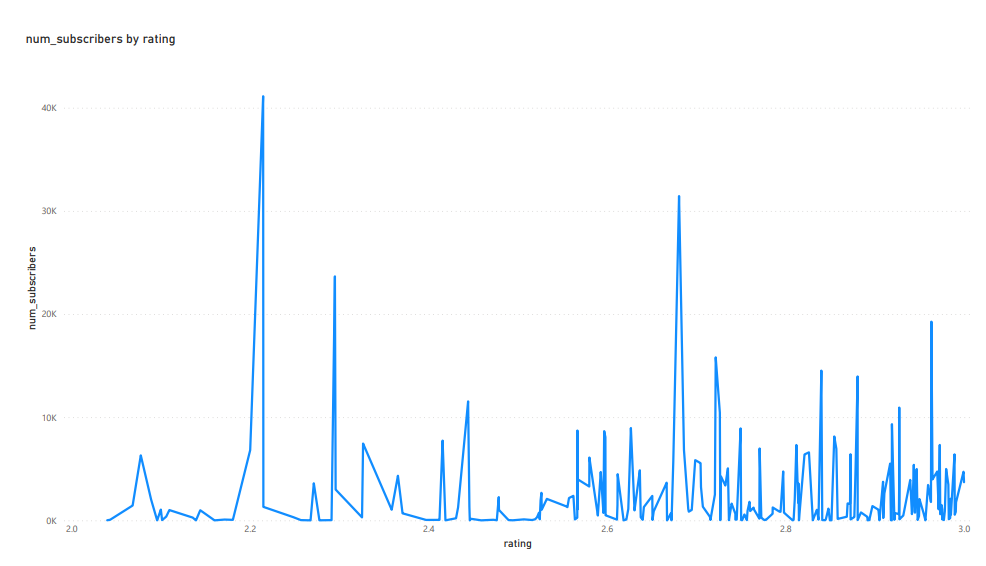 num_subscribers by rating
40K
30K
20K
10K
0K
num_subscribers
2.0 2.2 2.4 2.6 2.8 3.0
rating